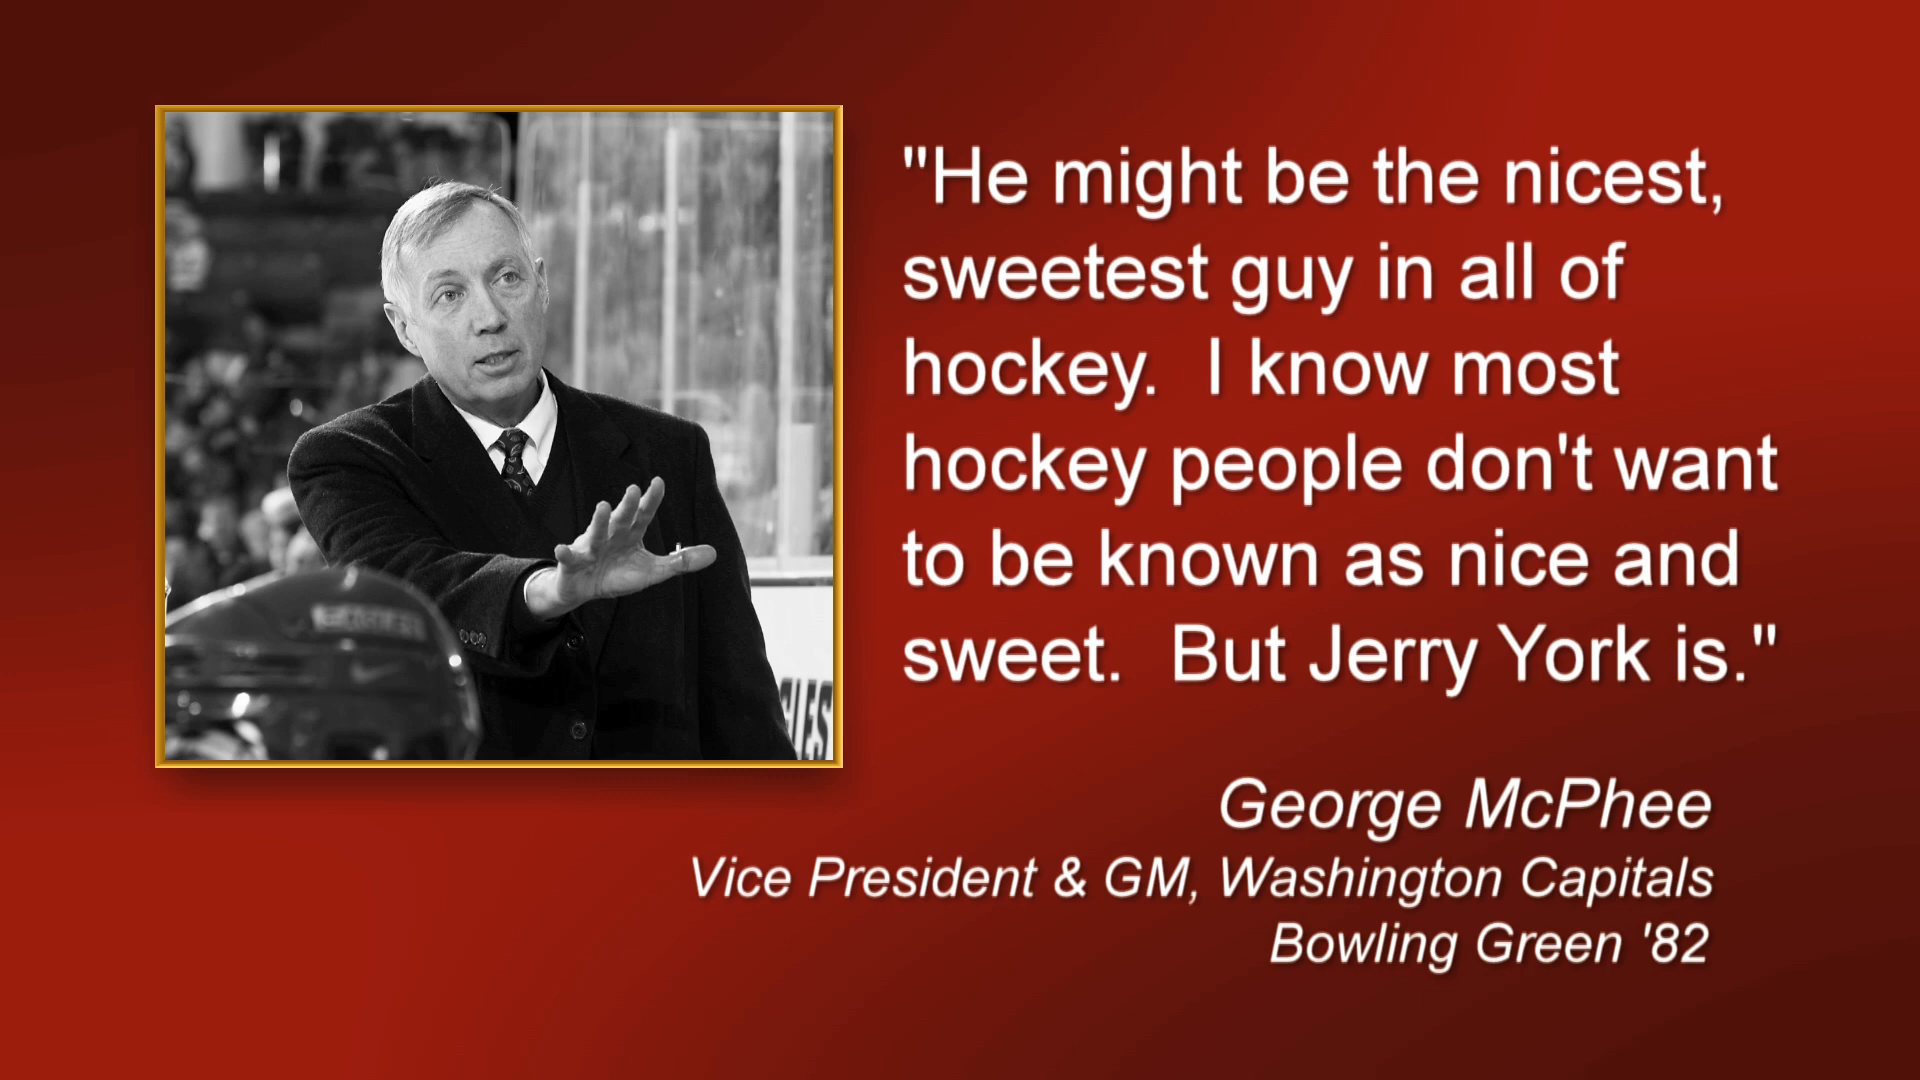 "He might be the nicest,
sweetest guy in all of
hockey.  I know most
hockey people don't want
to be known as nice and
sweet.  But Jerry York is."
George McPhee
Vice President & GM, Washington Capitals
Bowling Green '82